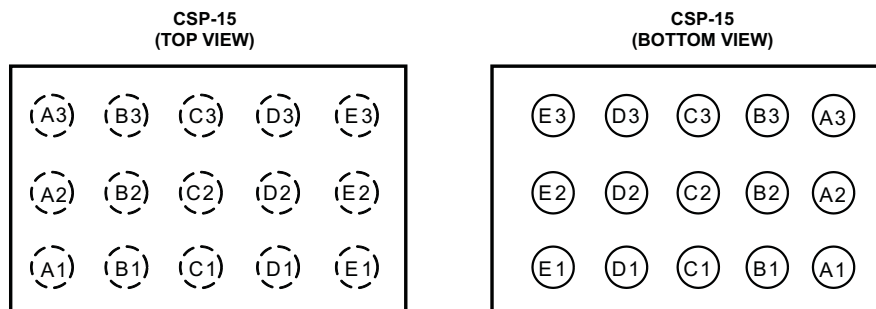 CSP-15
(TOP VIEW)
A3 B3 C3 D3 E3
A2 B2 C2 D2 E2
A1 B1 C1 D1 E1
CSP-15
(BOTTOM VIEW)
E3 D3 C3 B3 A3
E2 D2 C2 B2 A2
E1 D1 C1 B1 A1